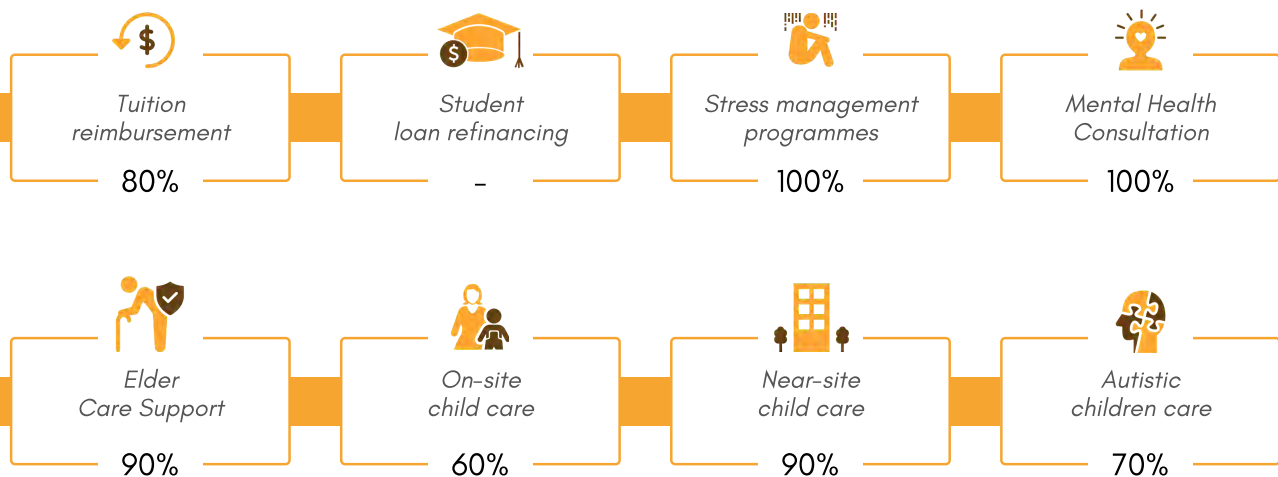 Tuition
reimbursement
80%
Student
loan refinancing
-
Stress management
programmes
100%
Mental Health
Consultation
100%
Elder
Care Support
90%
On-site
child care
60%
Near-site
child care
90%
Autistic
children care
70%